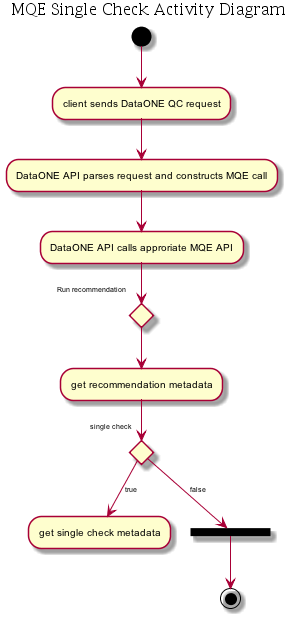 MQE Single Check Activity Diagram
client sends DataONE QC request
DataONE API parses request and constructs MQE call
DataONE API calls approriate MQE API
Run recommendation
get recommendation metadata
single check
true
false
get single check metadata